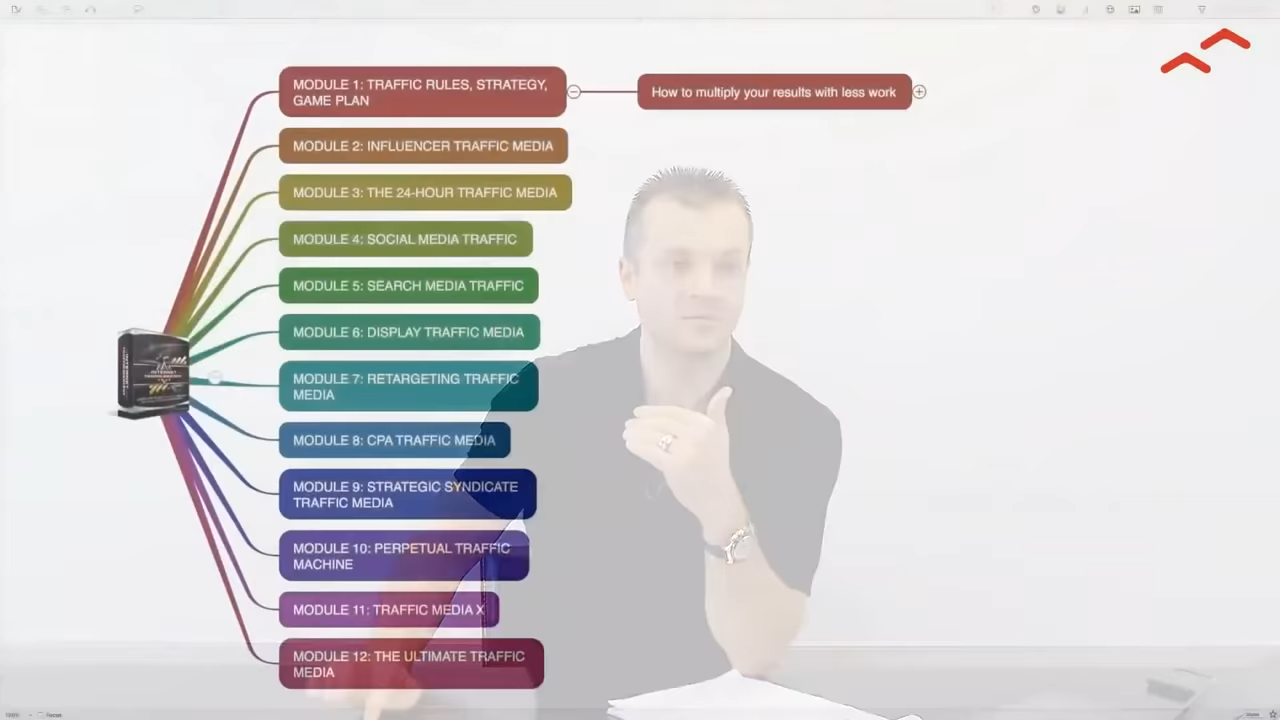 MODULE 1: TRAFFIC RULES, STRATEGY,
GAME PLAN
How to multiply your results with less work
MODULE 2: INFLUENCER TRAFFIC MEDIA
MODULE 3: THE 24-HOUR TRAFFIC MEDIA
MODULE 4: SOCIAL MEDIA TRAFFIC
MODULE 5: SEARCH MEDIA TRAFFIC
MODULE 6: DISPLAY TRAFFIC MEDIA
MODULE 7: RETARGETING TRAFFIC
MEDIA
MODULE 8: CPA TRAFFIC MEDIA
MODULE 9: STRATEGIC SYNDICATE
TRAFFIC MEDIA
MODULE 10: PERPETUAL TRAFFIC
MACHINE
MODULE 11: TRAFFIC MEDIA X
MODULE 12: THE ULTIMATE TRAFFIC
MEDIA